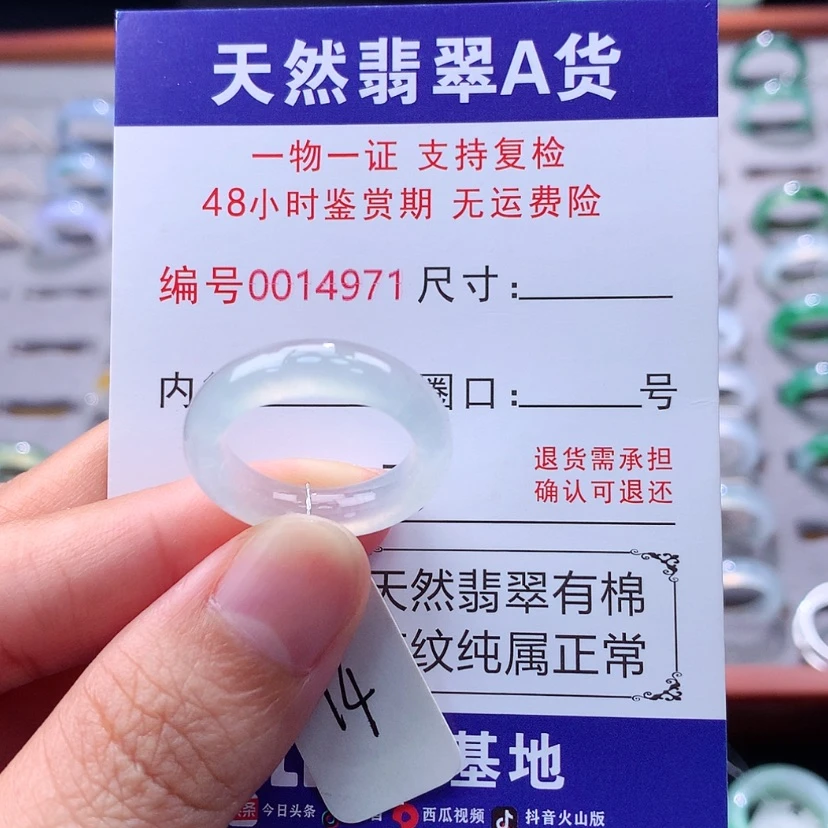 天然翡翠A货
一物一证 支持复检
48小时鉴赏期 无运费险
编号0014971 尺寸:
内 圈口: 号
退货需承担
确认可退还
天然翡翠有棉
纹纯属正常
14
基地
今日头条 西瓜视频 抖音火山版